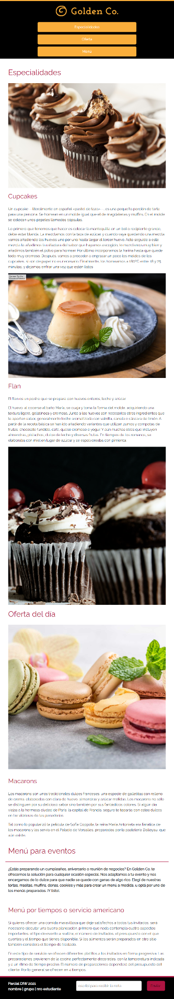 Golden Co.
Especialidades
Oferta
Menú
Especialidades
Cupcakes
Un cupcake —literalmente en español «pastel de taza»—, es una pequeña porción de tarta
para una persona. Se hornean en un molde igual que el de magdalenas y muffins. En el molde
se colocan unos papeles llamados cápsulas.
Lo primero que tenemos que hacer es colocar la mantequilla en un bol o recipiente grande,
debe estar blanda. La mezclamos con la taza de azúcar, y cuando vaya quedando una mezcla
vamos añadiendo los huevos uno por uno hasta llegar al tercer huevo. Acto seguido a esta
mezcla le añadimos la ralladura del sabor que hayamos escogido, lo mezclamos muy bien y
añadimos también el polvo para hornear. Por último incorporamos la harina hasta que quede
todo muy cremoso. Después, vamos a proceder a engrasar un poco los moldes de los
cupcakes, si son de papel no es necesario. Finalmente, los horneamos a 180ºC entre 18 y 25
minutos, y dejamos enfriar una vez que estén listos.
Flan
El flan es un postre que se prepara con huevos enteros, leche y azúcar.
El huevo, al cocerse al baño María, se cuaja y toma la forma del molde, adquiriendo una
textura ligera, gelatinosa y cremosa. Junto a los huevos son necesarios otros ingredientes que
le aporten sabor, generalmente leche aromatizada con vainilla, canela o cáscara de limón. A
partir de la receta básica se han ido añadiendo variantes que utilizan zumos y compotas de
frutas, chocolate fundido, café, queso cremoso o yogur. Y aún muchas otras que incluyen
almendras, pistachos, dulce de leche y diversas frutas. En tiempos de los romanos, se
elaboraba con miel en lugar de azúcar y se espolvoreaba con pimienta.
Oferta del día
Macarons
Los macarons son unos tradicionales dulces franceses, una especie de galletitas con relleno
de crema, elaboradas con clara de huevo, almendras y azúcar molidas. Los macarons no sólo
se distinguen por su delicioso sabor sino también por sus fantásticos colores. Si algún día
viajas a la hermosa ciudad de París, la capital de Francia, seguro te toparás con estos dulces
en las vidrieras de las panaderías.
Tal como lo popularizó la película de Sofía Coppola, la reina María Antonieta era fanática de
los macarons y los servía en el Palacio de Versalles, preparados por la pastelería Dalloyau, que
aún existe.
Menú para eventos
¿Estás preparando un cumpleaños, aniversario o reunión de negocios? En Golden Co. te
ofrecemos la solución para cualquier ocasión especial. Nos adaptamos a tu evento y nos
encargamos de lo dulce para que nadie se quede con ganas de algo rico. Elegí de nuestras
tortas, masitas, muffins, donas, cookies y más para crear un menú a medida, u optá por uno de
los menús preparados. ¡Y listo!.
Menú por tiempos o servicio americano
Si quieres ofrecer una comida maravillosa que deje satisfechos a todos tus invitados, será
necesario ejecutar una buena planeación, primero que nada contempla cuatro aspectos
importantes: el tipo de evento a realizar, el número de invitados, el presupuesto con el que
cuentas y el tiempo que tienes disponible. Si los alimentos serán preparados en otro sitio
también considera el tiempo de traslado.
En este tipo de servicio se ofrecen diferentes platillos a los invitados en forma progresiva. Las
preparaciones provienen de la cocina perfectamente decoradas, con la temperatura indicada
y a un ritmo de tiempo preciso. El número de preparaciones dependerá del presupuesto del
cliente. Por lo general se ofrecen en 4 tiempos.
Parcial DIW 2021
nombre | grupo | nro estudiante
escribí para recibir la nota
Enviar